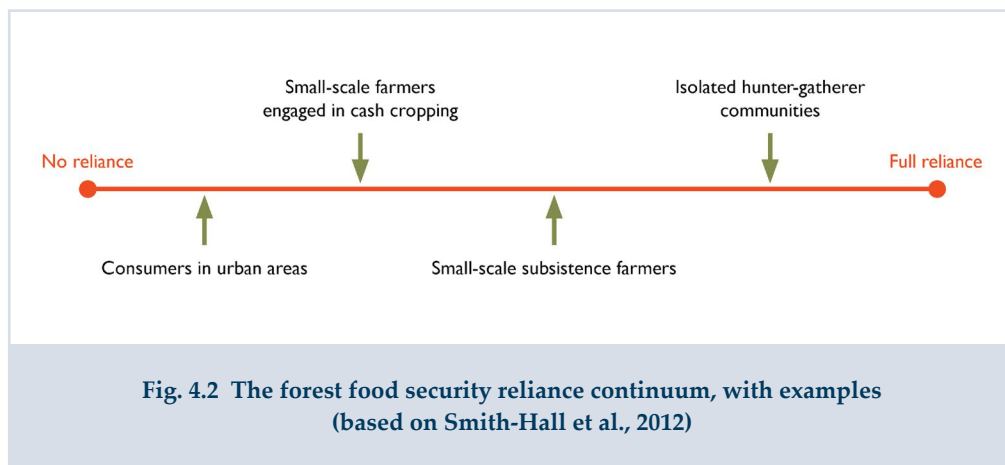 Small-scale farmers
engaged in cash cropping
Isolated hunter-gatherer
communities
No reliance
Full reliance
Consumers in urban areas
Small-scale subsistence farmers
Fig. 4.2 The forest food security reliance continuum, with examples
(based on Smith-Hall et al., 2012)